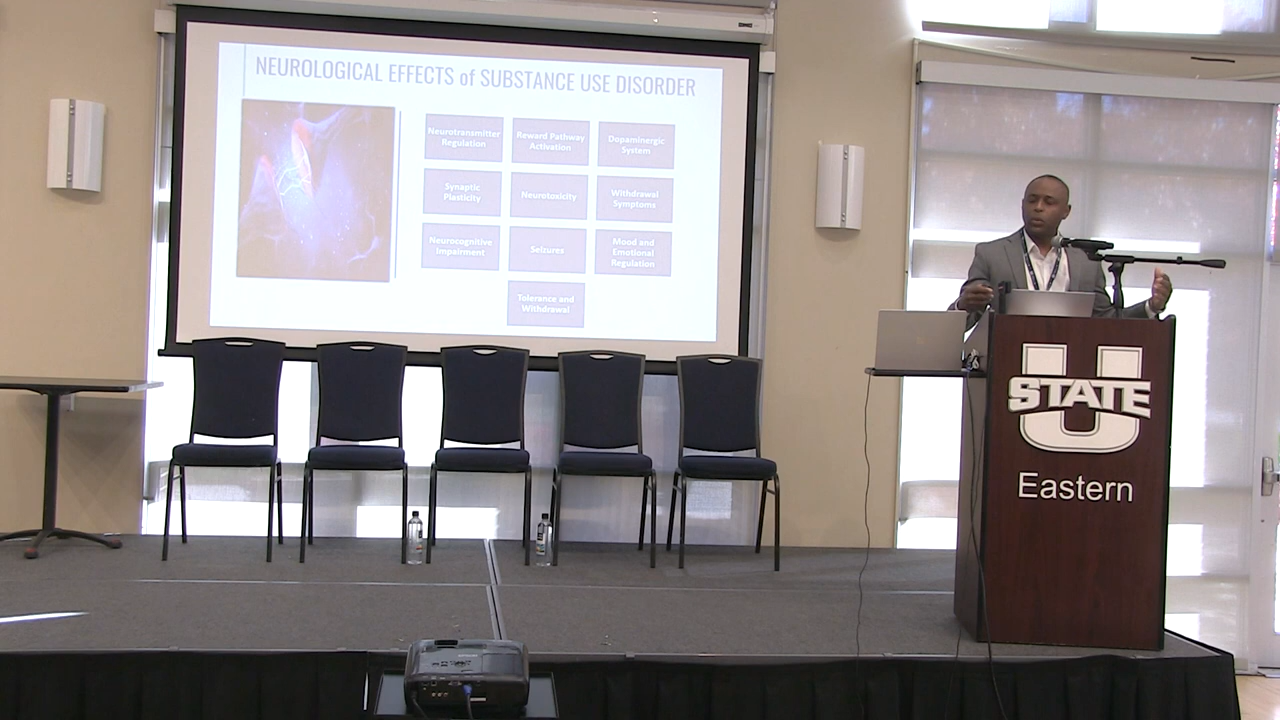 NEUROLOGICAL EFFECTS of SUBSTANCE USE DISORDER
Neurotransmitter
Regulation
Reward Pathway
Activation
Dopaminergic
System
Synaptic
Plasticity
Neurotoxicity
Withdrawal
Symptoms
Neurocognitive
Impairment
Seizures
Mood and
Emotional
Regulation
Tolerance and
Withdrawal
U
STATE
Eastern